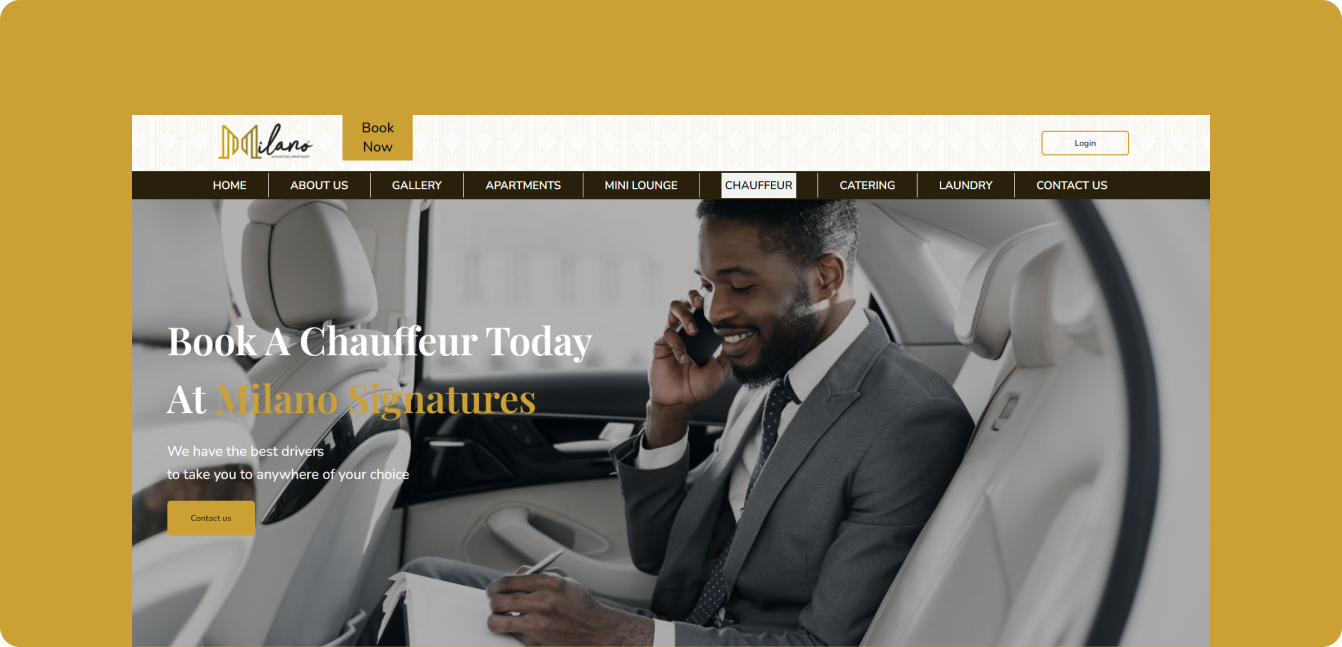 Milano
Book
Now
Login
HOME
ABOUT US
GALLERY
APARTMENTS
MINI LOUNGE
CHAUFFEUR
CATERING
LAUNDRY
CONTACT US
Book A Chauffeur Today
At Milano Signatures
We have the best drivers
to take you to anywhere of your choice
Contact us